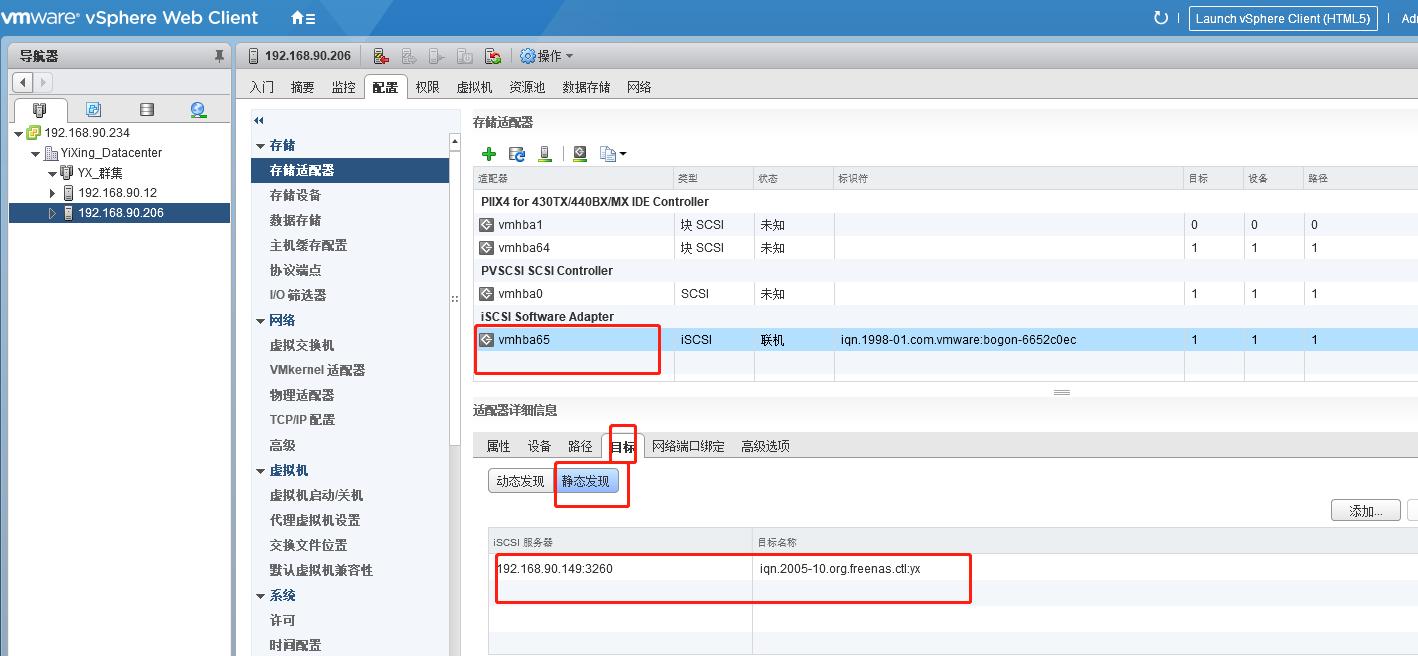 vmware® vSphere Web Client
Launch vSphere Client (HTML5)
导航器
192.168.90.234
YiXing_Datacenter
YX_群集
192.168.90.12
192.168.90.206
192.168.90.206 操作
入门 摘要 监控 配置 权限 虚拟机 资源池 数据存储 网络
存储
存储适配器
存储设备
数据存储
主机缓存配置
协议端点
I/O 筛选器
网络
虚拟交换机
VMkernel 适配器
物理适配器
TCP/IP 配置
高级
虚拟机
虚拟机启动/关机
代理虚拟机设置
交换文件位置
默认虚拟机兼容性
系统
许可
时间配置
存储适配器
适配器 类型 状态 标识符 目标 设备 路径
PIIX4 for 430TX/440BX/MX IDE Controller
vmhba1 块 SCSI 未知 0 0 0
vmhba64 块 SCSI 未知 1 1 1
PVSCSI SCSI Controller
vmhba0 SCSI 未知 1 1 1
iSCSI Software Adapter
vmhba65 iSCSI 联机 iqn.1998-01.com.vmware:bogon-6652c0ec 1 1 1
适配器详细信息
属性 设备 路径 目标 网络端口绑定 高级选项
动态发现 静态发现
添加...
iSCSI 服务器 目标名称
192.168.90.149:3260 iqn.2005-10.org.freenas.ctl:yx